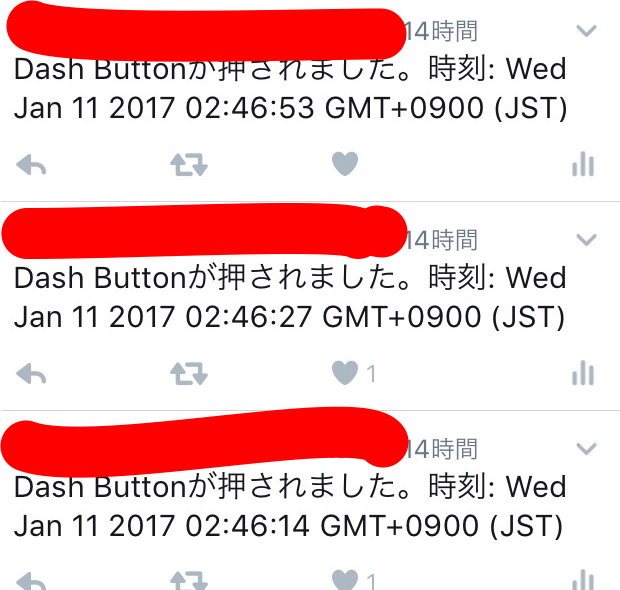 14時間
Dash Buttonが押されました。時刻: Wed
Jan 11 2017 02:46:53 GMT+0900 (JST)
14時間
Dash Buttonが押されました。時刻: Wed
Jan 11 2017 02:46:27 GMT+0900 (JST)
1
14時間
Dash Buttonが押されました。時刻: Wed
Jan 11 2017 02:46:14 GMT+0900 (JST)
1